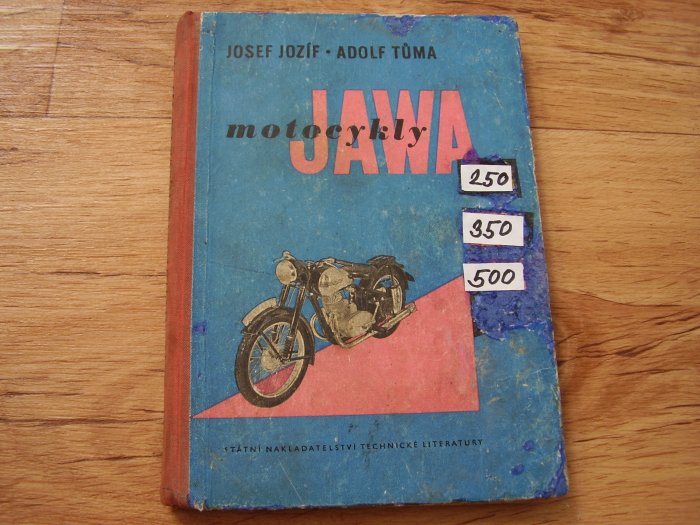 JOSEF JOZÍF • ADOLF TŮMA
motocykly
JAWA
250
350
500
STÁTNÍ NAKLADATELSTVÍ TECHNICKÉ LITERATURY